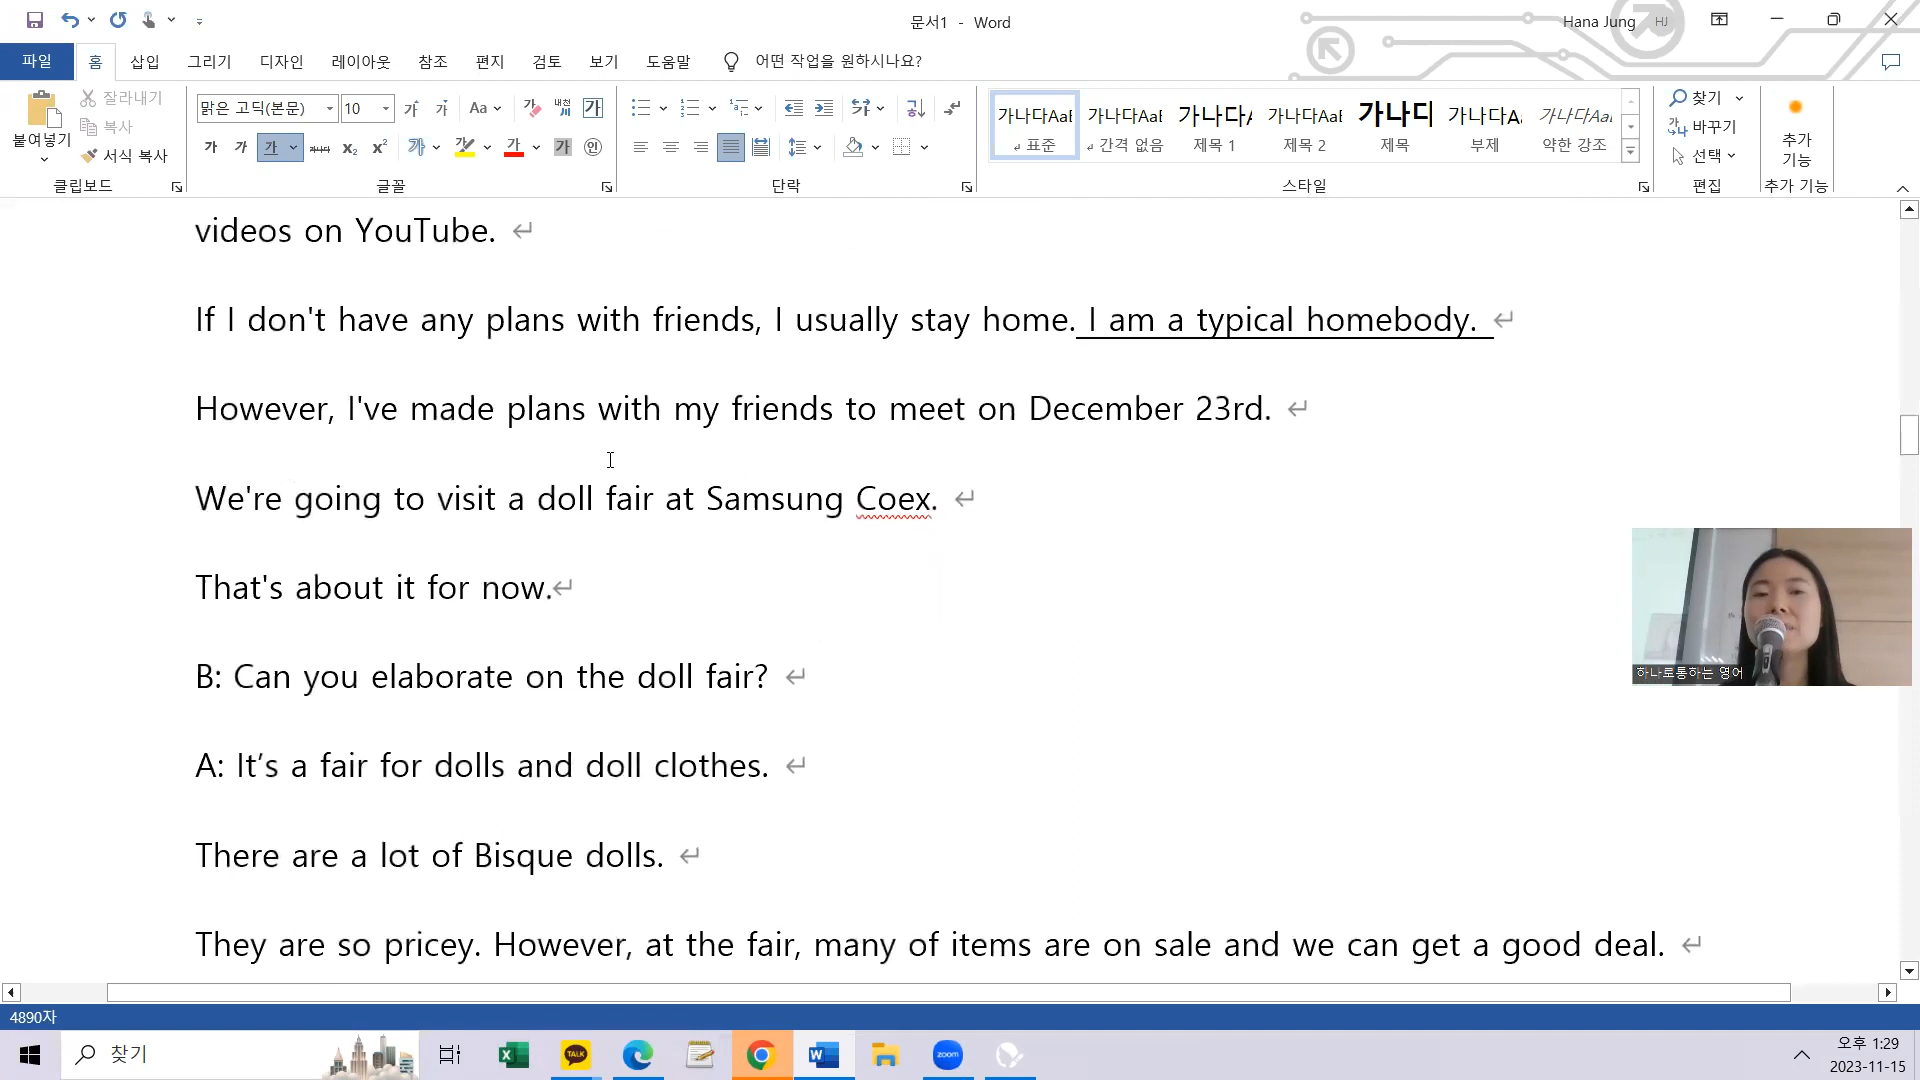 문서1 - Word
Hana Jung HJ
파일 홈 삽입 그리기 디자인 레이아웃 참조 편지 검토 보기 도움말 어떤 작업을 원하시나요?
붙여넣기
잘라내기
복사
서식 복사
클립보드
맑은 고딕(본문) 10
글꼴
단락
가나다AaB 표준
가나다AaB 간격 없음
가나다 제목 1
가나다AaB 제목 2
가나다 제목
가나다A 부제
가나다Aa 약한 강조
스타일
찾기
바꾸기
선택
편집
추가 기능
추가 기능
videos on YouTube.
If I don't have any plans with friends, I usually stay home. I am a typical homebody.
However, I've made plans with my friends to meet on December 23rd.
We're going to visit a doll fair at Samsung Coex.
That's about it for now.
B: Can you elaborate on the doll fair?
A: It’s a fair for dolls and doll clothes.
There are a lot of Bisque dolls.
They are so pricey. However, at the fair, many of items are on sale and we can get a good deal.
하나로통하는 영어
4890자
찾기
TALK
zoom
오후 1:29
2023-11-15